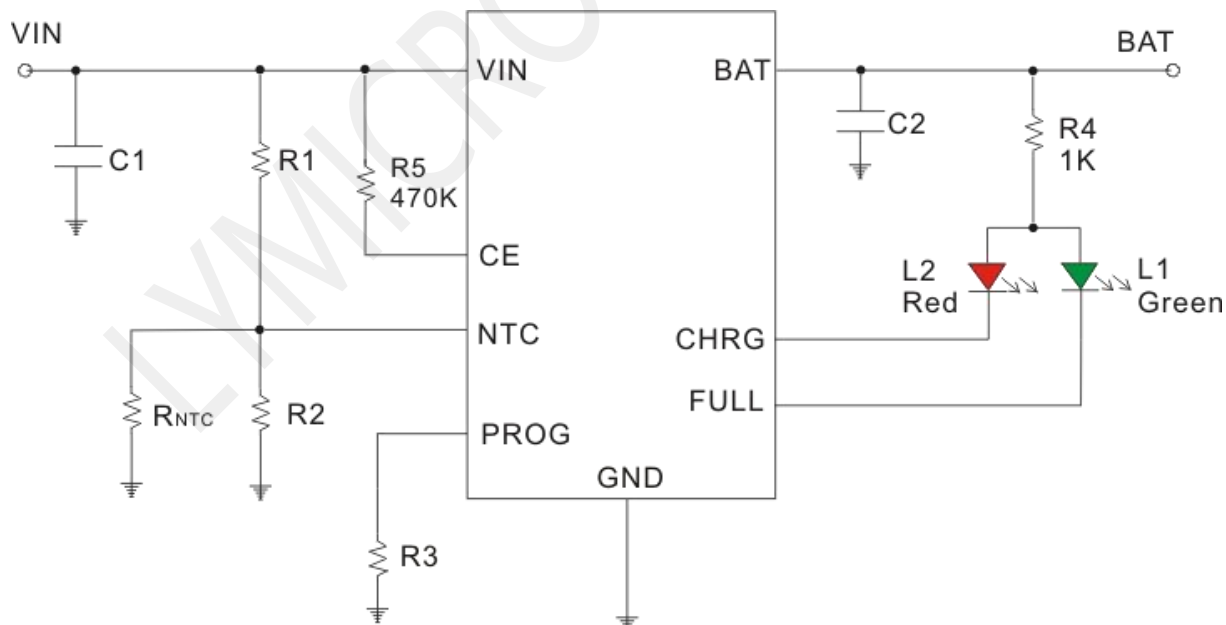 VIN
VIN
BAT
BAT
C1
R1
R5
470K
C2
R4
1K
CE
L2
Red
L1
Green
NTC
CHRG
RNTC
R2
PROG
FULL
GND
R3
LYMICRO